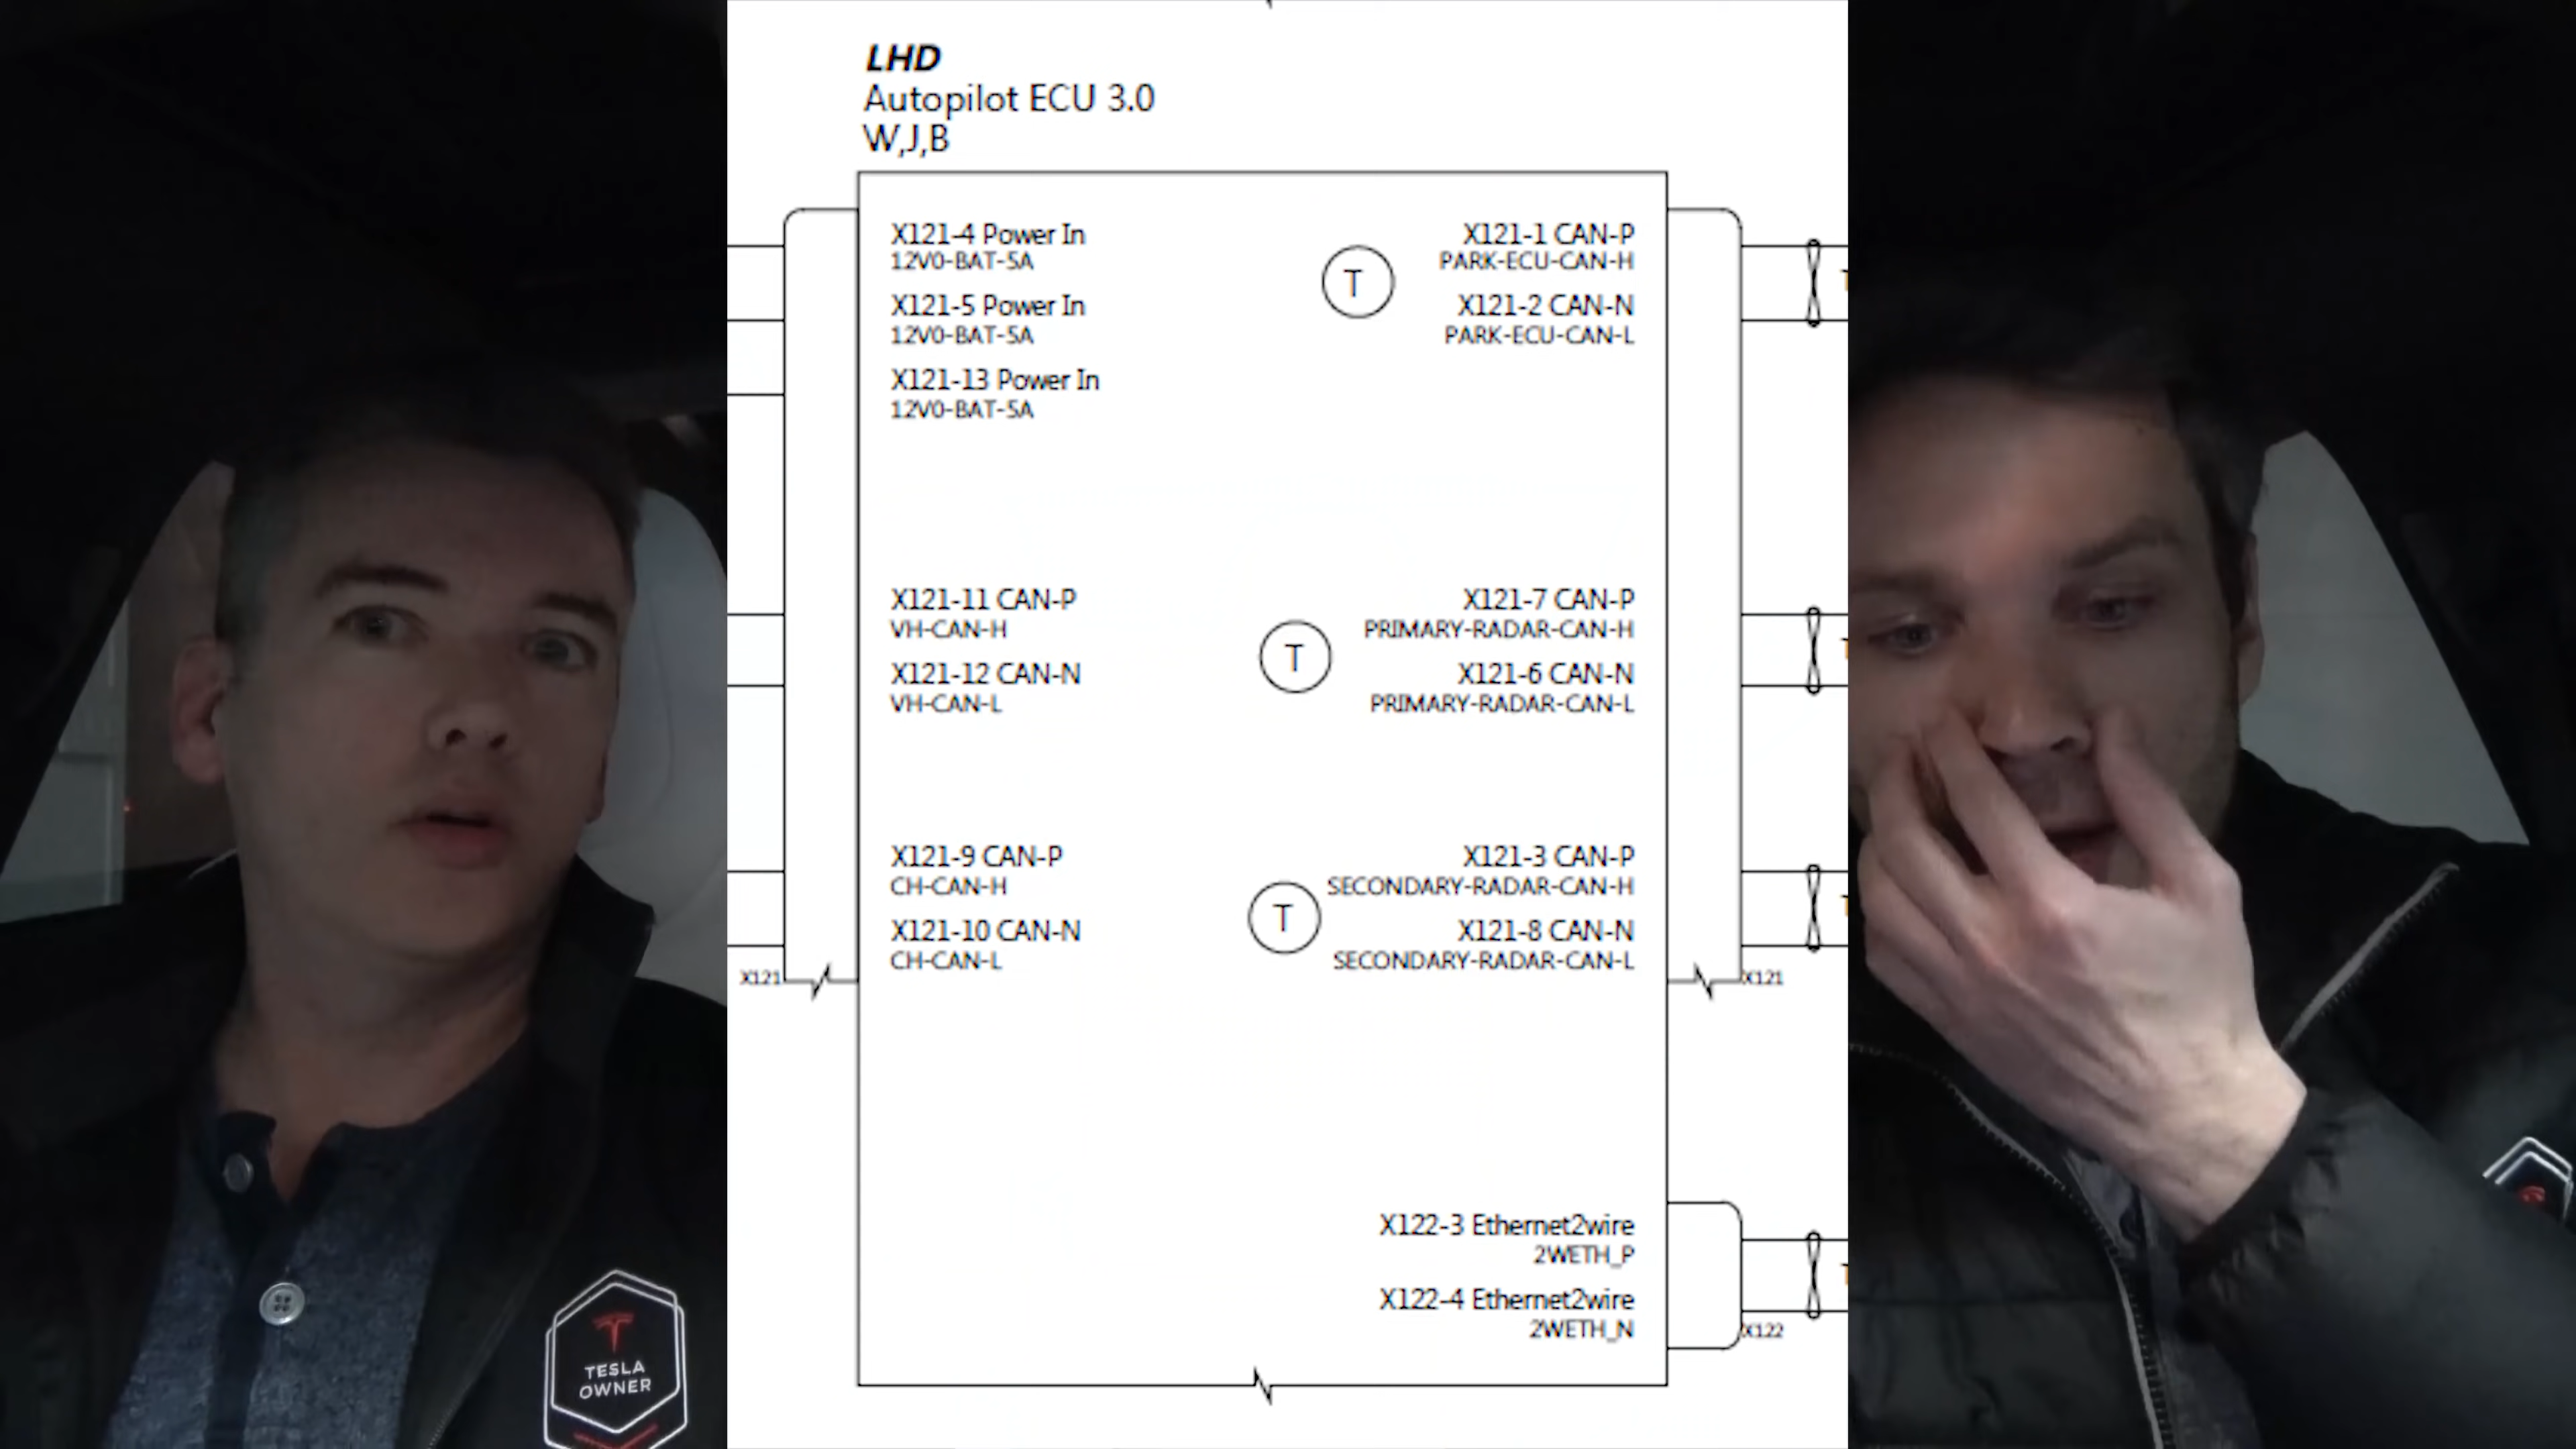 LHD
Autopilot ECU 3.0
W,J,B
X121-4 Power In
12V0-BAT-5A
X121-5 Power In
12V0-BAT-5A
X121-13 Power In
12V0-BAT-5A
T
X121-1 CAN-P
PARK-ECU-CAN-H
X121-2 CAN-N
PARK-ECU-CAN-L
X121-11 CAN-P
VH-CAN-H
X121-12 CAN-N
VH-CAN-L
T
X121-7 CAN-P
PRIMARY-RADAR-CAN-H
X121-6 CAN-N
PRIMARY-RADAR-CAN-L
X121-9 CAN-P
CH-CAN-H
X121-10 CAN-N
CH-CAN-L
T
X121-3 CAN-P
SECONDARY-RADAR-CAN-H
X121-8 CAN-N
SECONDARY-RADAR-CAN-L
X121
X121
X122-3 Ethernet2wire
2WETH_P
X122-4 Ethernet2wire
2WETH_N
X122
TESLA
OWNER